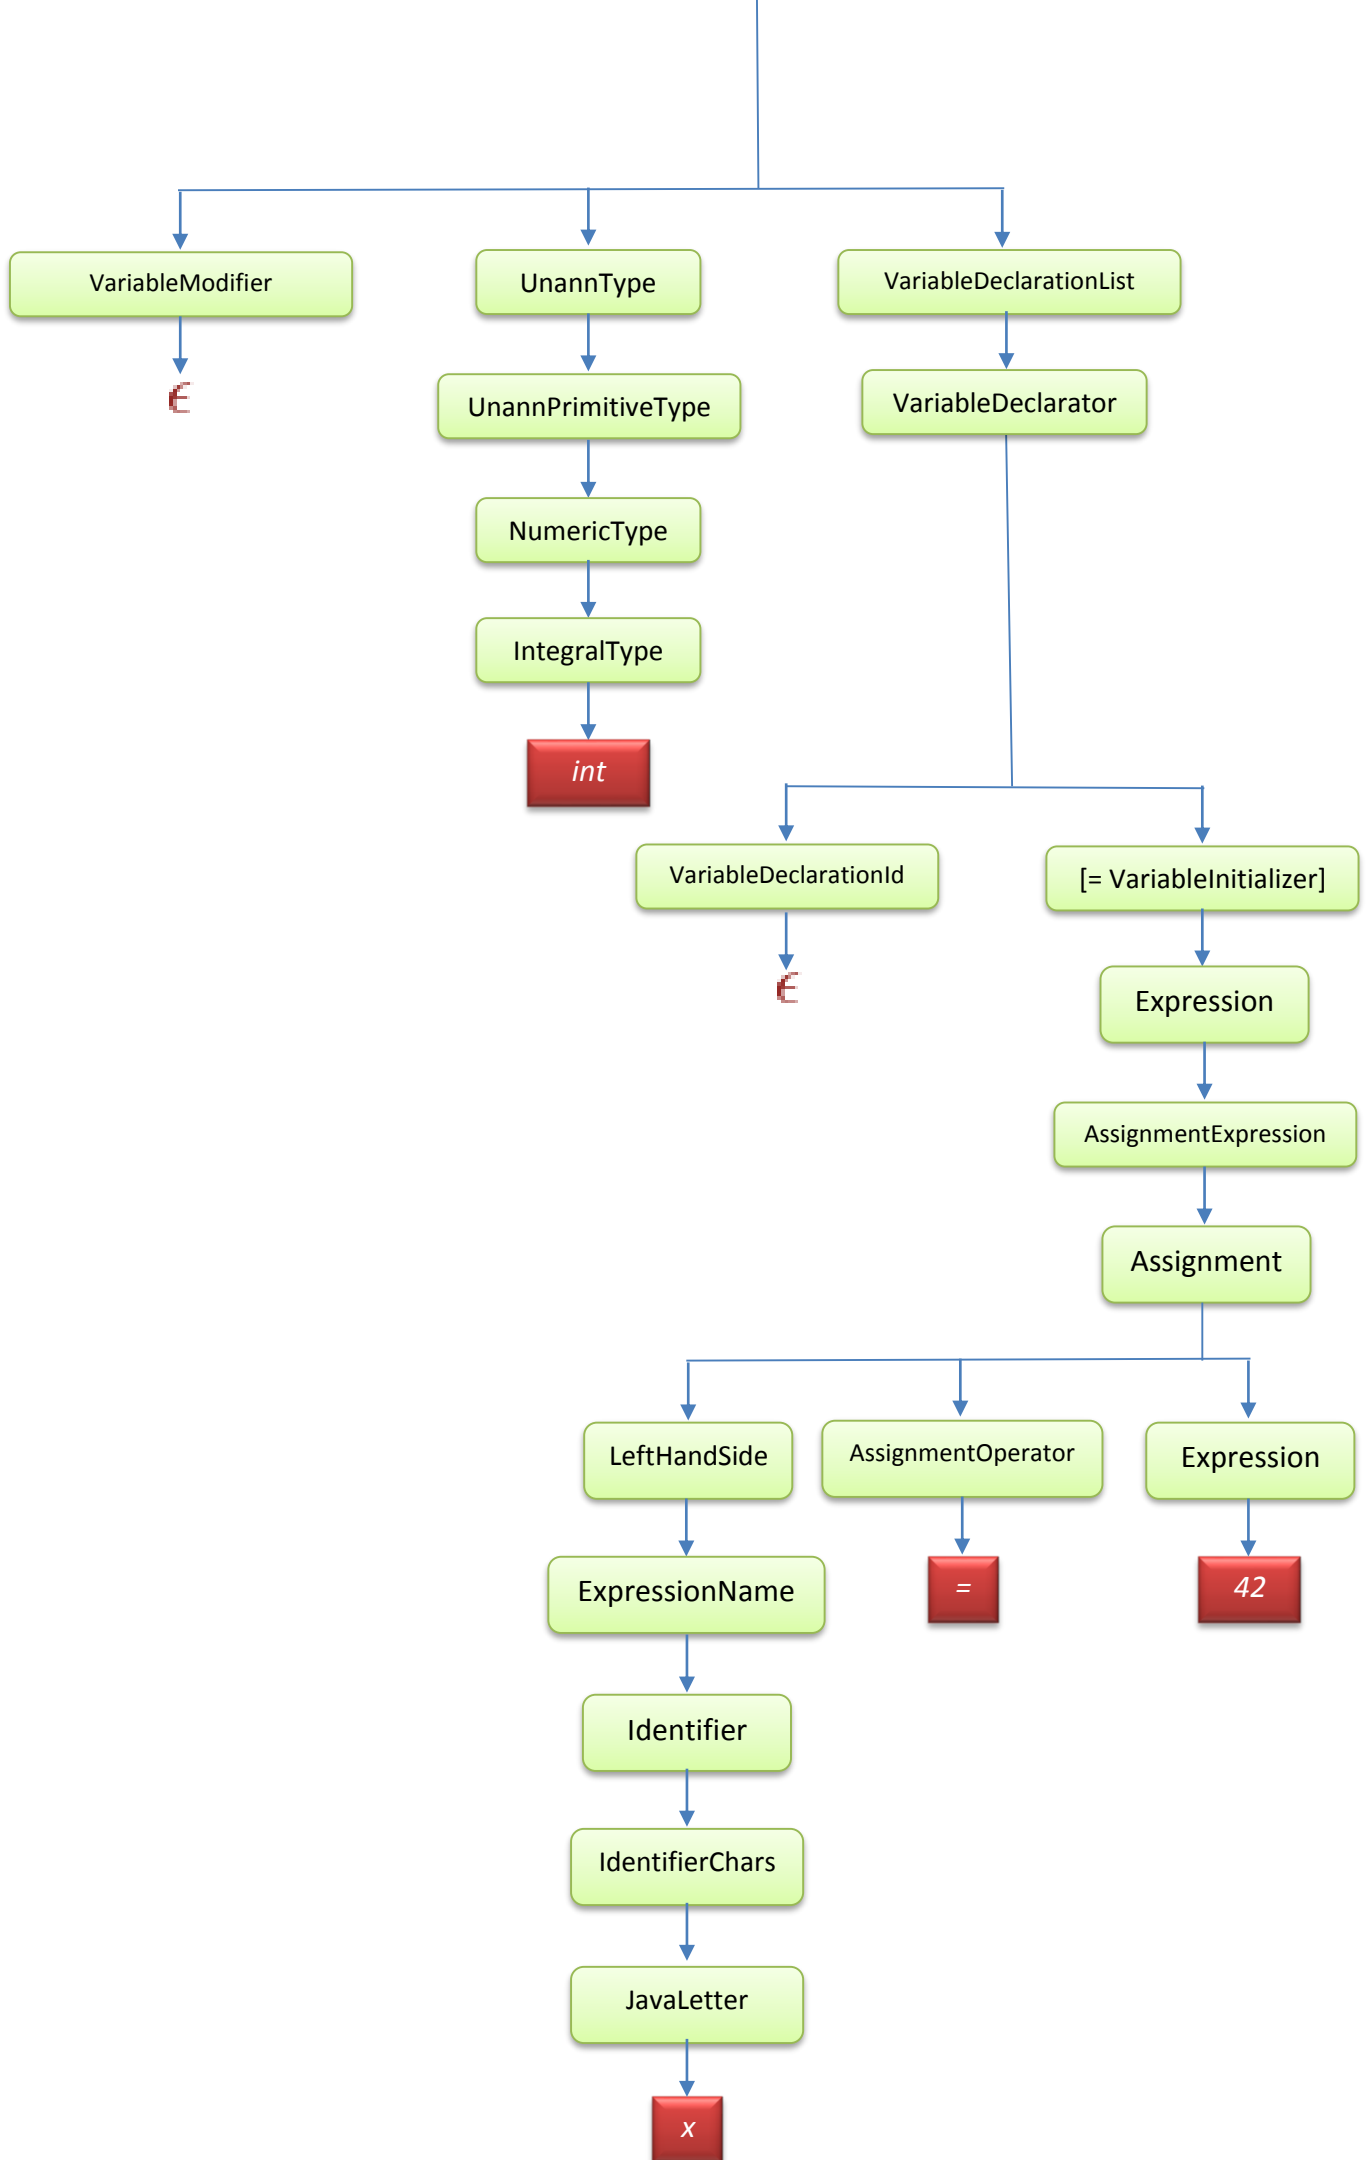 VariableModifier
UnannType
VariableDeclarationList
€
UnannPrimitiveType
VariableDeclarator
NumericType
IntegralType
int
VariableDeclarationId
[= VariableInitializer]
€
Expression
AssignmentExpression
Assignment
LeftHandSide
AssignmentOperator
Expression
ExpressionName
=
42
Identifier
IdentifierChars
JavaLetter
x